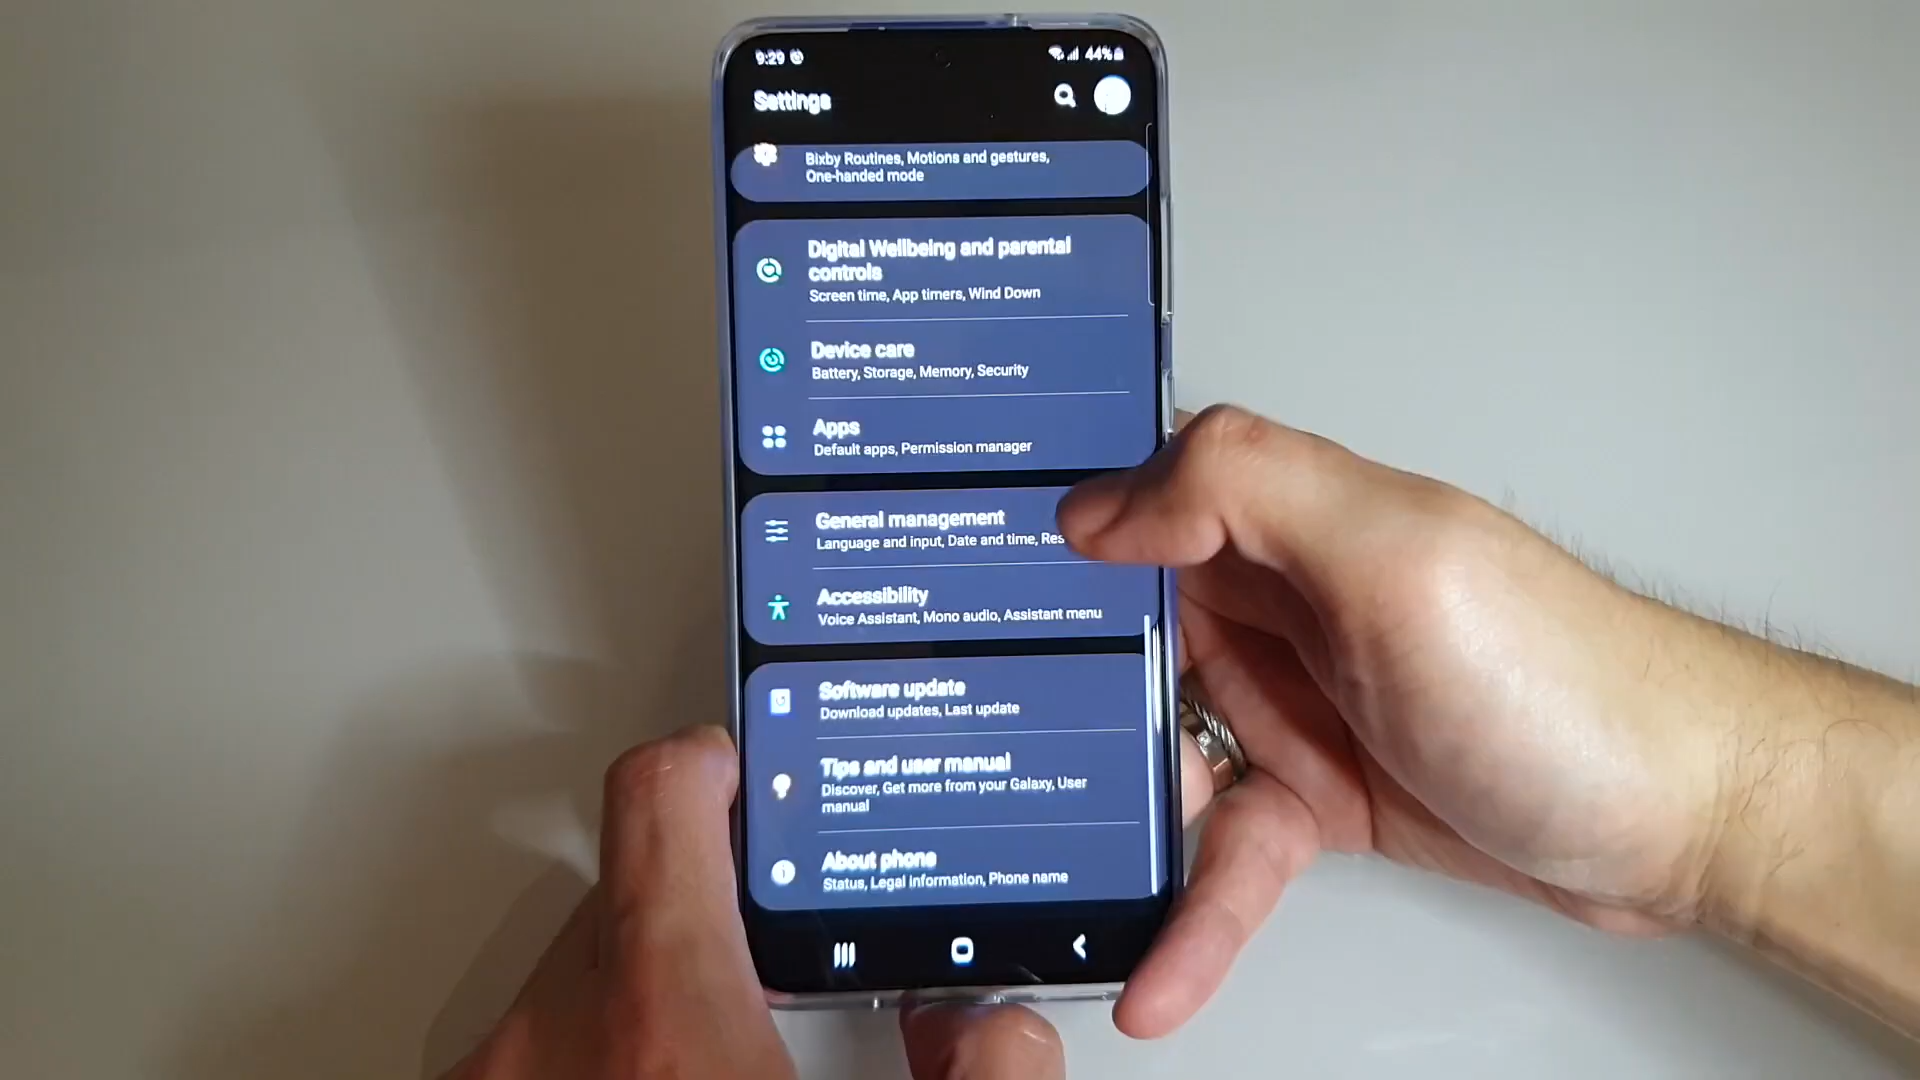 9:29
44%
Settings
Bixby Routines, Motions and gestures,
One-handed mode
Digital Wellbeing and parental
controls
Screen time, App timers, Wind Down
Device care
Battery, Storage, Memory, Security
Apps
Default apps, Permission manager
General management
Language and input, Date and time, Res
Accessibility
Voice Assistant, Mono audio, Assistant menu
Software update
Download updates, Last update
Tips and user manual
Discover, Get more from your Galaxy, User
manual
About phone
Status, Legal information, Phone name